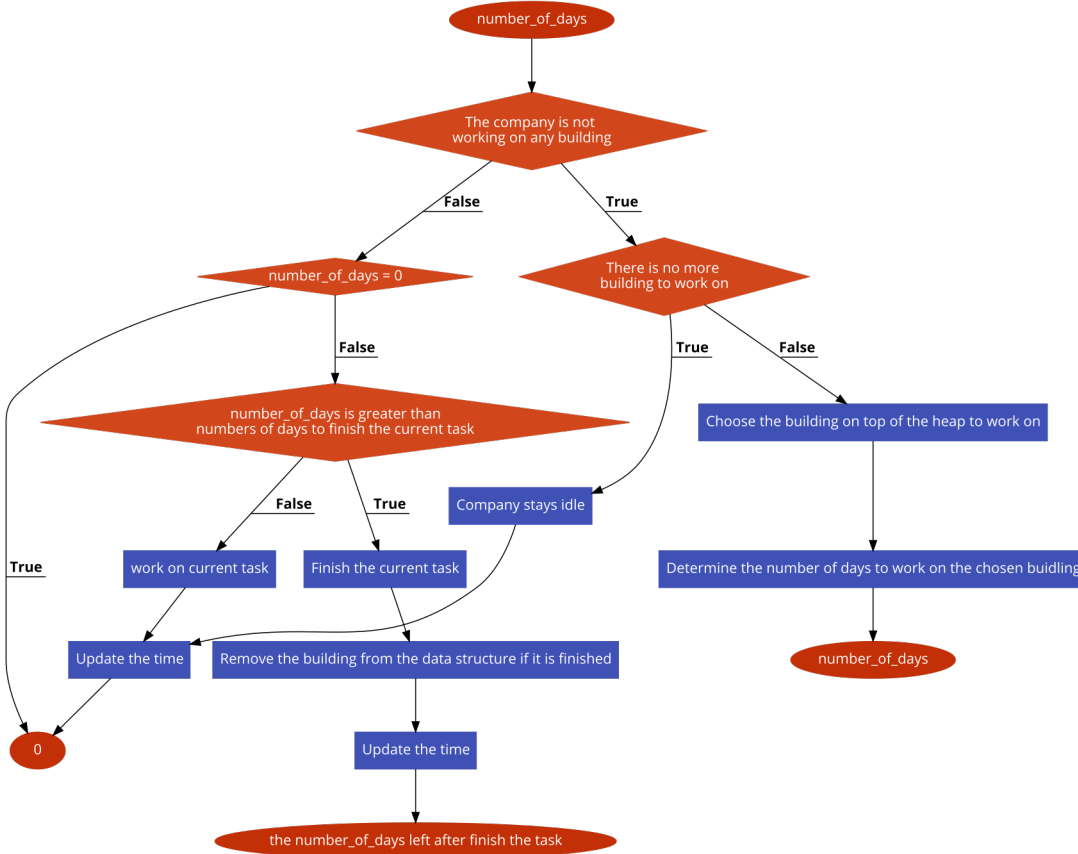 number_of_days
The company is not
working on any building
False
True
number_of_days = 0
There is no more
building to work on
False
True
False
number_of_days is greater than
numbers of days to finish the current task
Choose the building on top of the heap to work on
False
True
Company stays idle
True
work on current task
Finish the current task
Determine the number of days to work on the chosen buidling
Update the time
Remove the building from the data structure if it is finished
number_of_days
0
Update the time
the number_of_days left after finish the task